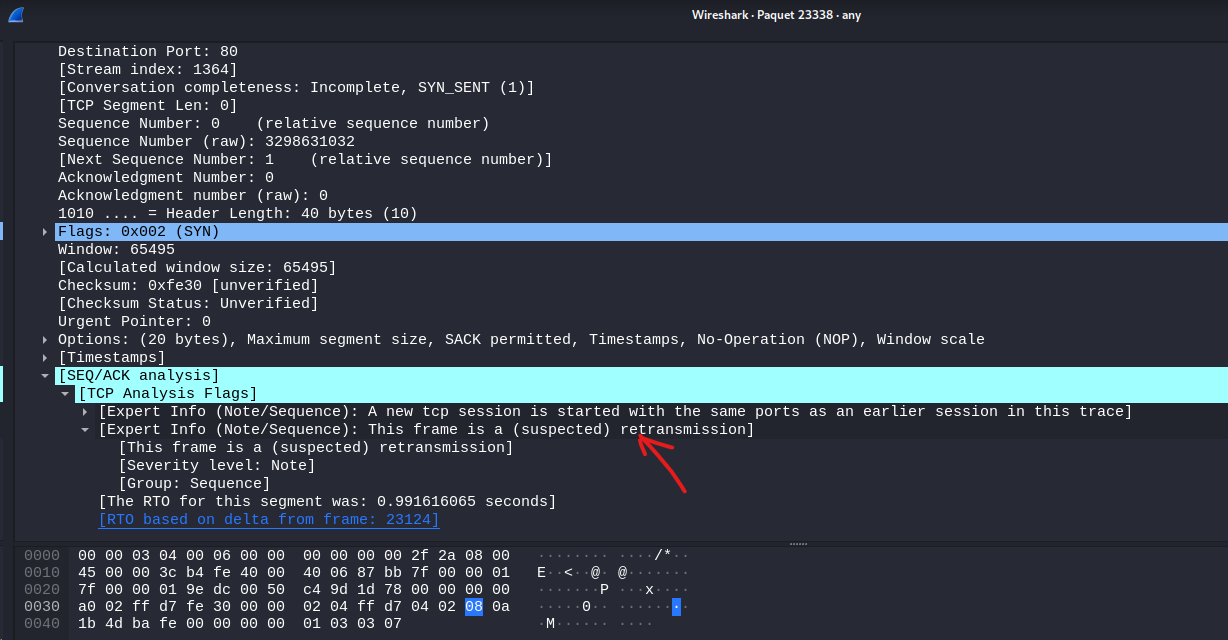 Wireshark · Paquet 23338 · any
Destination Port: 80
[Stream index: 1364]
[Conversation completeness: Incomplete, SYN_SENT (1)]
[TCP Segment Len: 0]
Sequence Number: 0    (relative sequence number)
Sequence Number (raw): 3298631032
[Next Sequence Number: 1    (relative sequence number)]
Acknowledgment Number: 0
Acknowledgment number (raw): 0
1010 .... = Header Length: 40 bytes (10)
Flags: 0x002 (SYN)
Window: 65495
[Calculated window size: 65495]
Checksum: 0xfe30 [unverified]
[Checksum Status: Unverified]
Urgent Pointer: 0
Options: (20 bytes), Maximum segment size, SACK permitted, Timestamps, No-Operation (NOP), Window scale
[Timestamps]
[SEQ/ACK analysis]
[TCP Analysis Flags]
[Expert Info (Note/Sequence): A new tcp session is started with the same ports as an earlier session in this trace]
[Expert Info (Note/Sequence): This frame is a (suspected) retransmission]
[This frame is a (suspected) retransmission]
[Severity level: Note]
[Group: Sequence]
[The RTO for this segment was: 0.991616065 seconds]
[RTO based on delta from frame: 23124]
0000 00 00 03 04 00 06 00 00 00 00 00 00 2f 2a 08 00 ········ ····/*··
0010 45 00 00 3c b4 fe 40 00 40 06 87 bb 7f 00 00 01 E··<··@· @·······
0020 7f 00 00 01 9e dc 00 50 c4 9d 1d 78 00 00 00 00 ·······P ···x····
0030 a0 02 ff d7 fe 30 00 00 02 04 ff d7 04 02 08 0a ·····0·· ········
0040 1b 4d ba fe 00 00 00 00 01 03 03 07 ·M······ ····